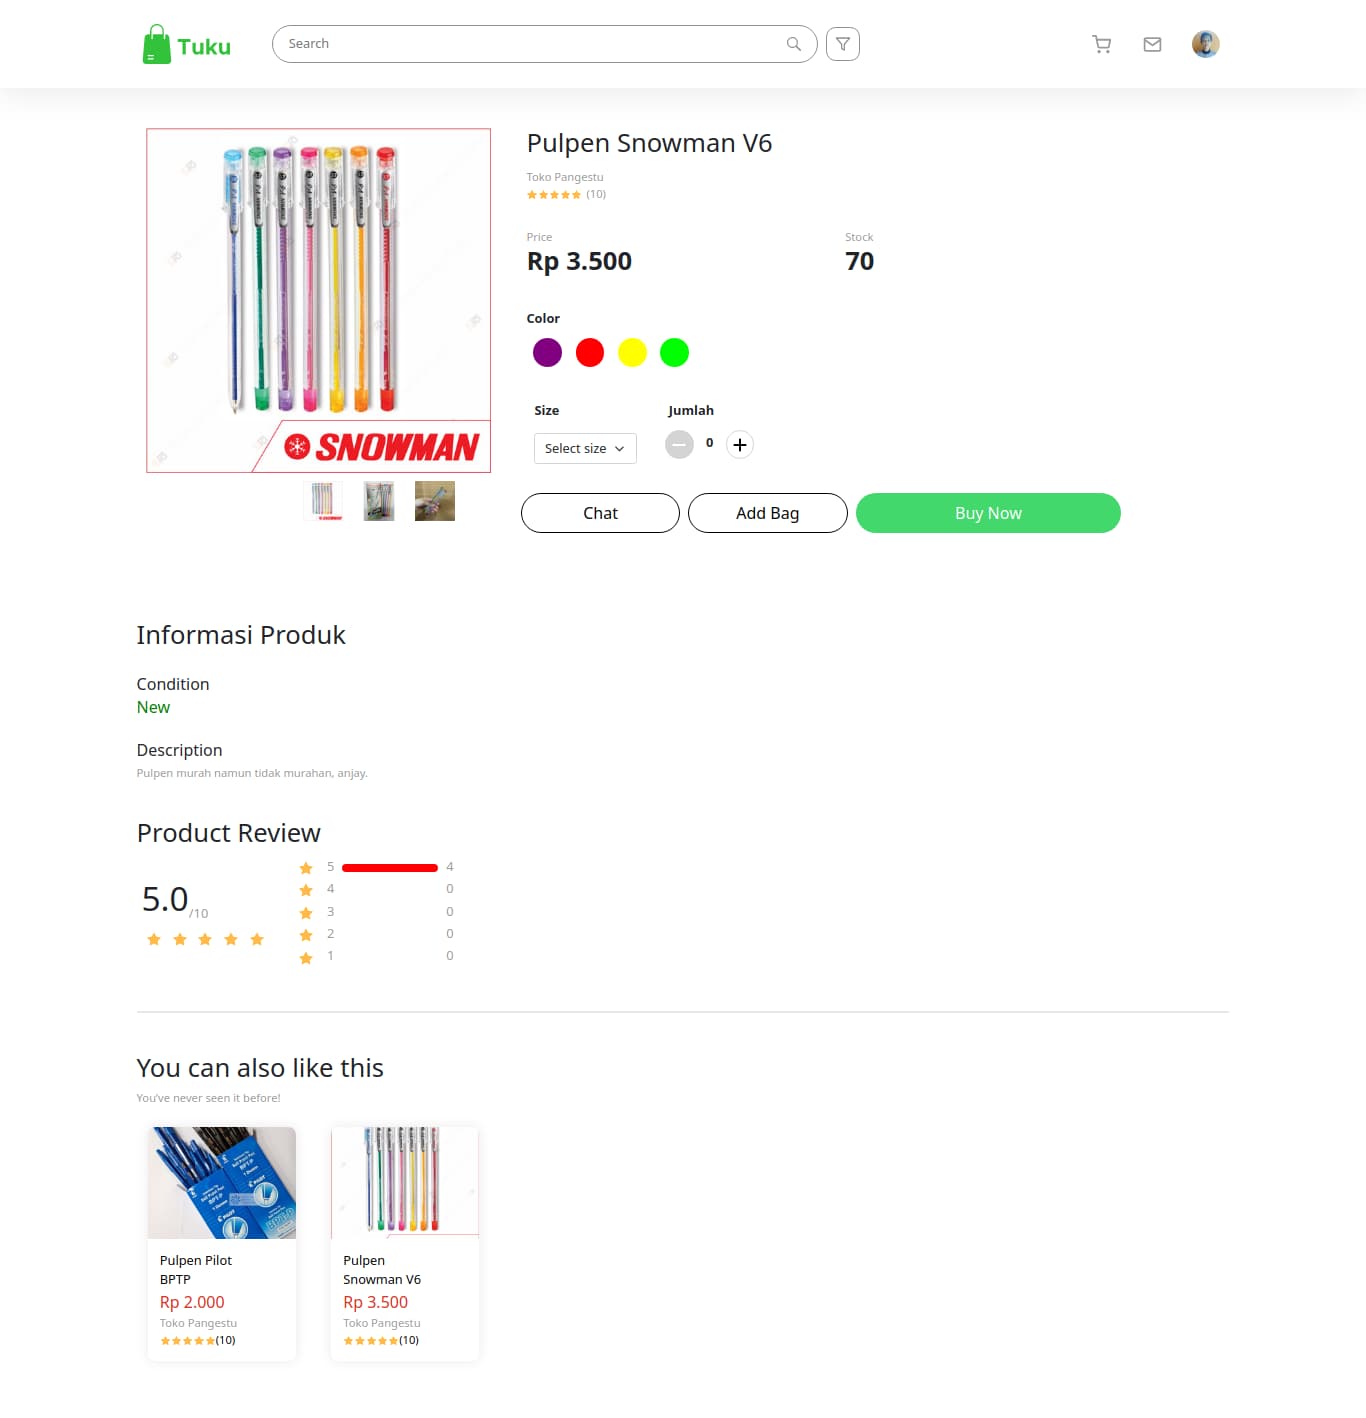 Tuku
Search
Pulpen Snowman V6
Toko Pangestu
(10)
Price
Stock
Rp 3.500
70
Color
Size
Jumlah
Select size
0
SNOWMAN
Chat
Add Bag
Buy Now
Informasi Produk
Condition
New
Description
Pulpen murah namun tidak murahan, anjay.
Product Review
5.0/10
5 4
4 0
3 0
2 0
1 0
You can also like this
You've never seen it before!
BPTP
PILOT
Pulpen Pilot
BPTP
Rp 2.000
Toko Pangestu
(10)
Pulpen
Snowman V6
Rp 3.500
Toko Pangestu
(10)